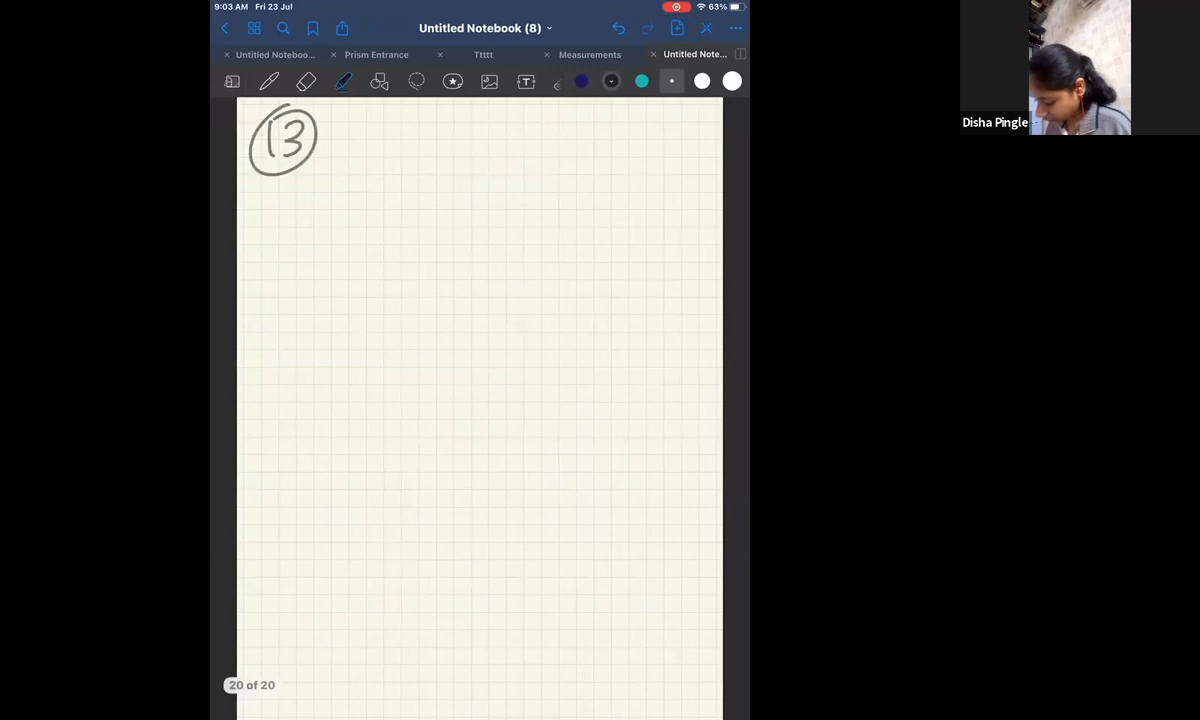 9:03 AM Fri 23 Jul 63%
Untitled Notebook (8)
Untitled Noteboo... Prism Entrance Ttttt Measurements Untitled Note...
T
13
Disha Pingle
20 of 20